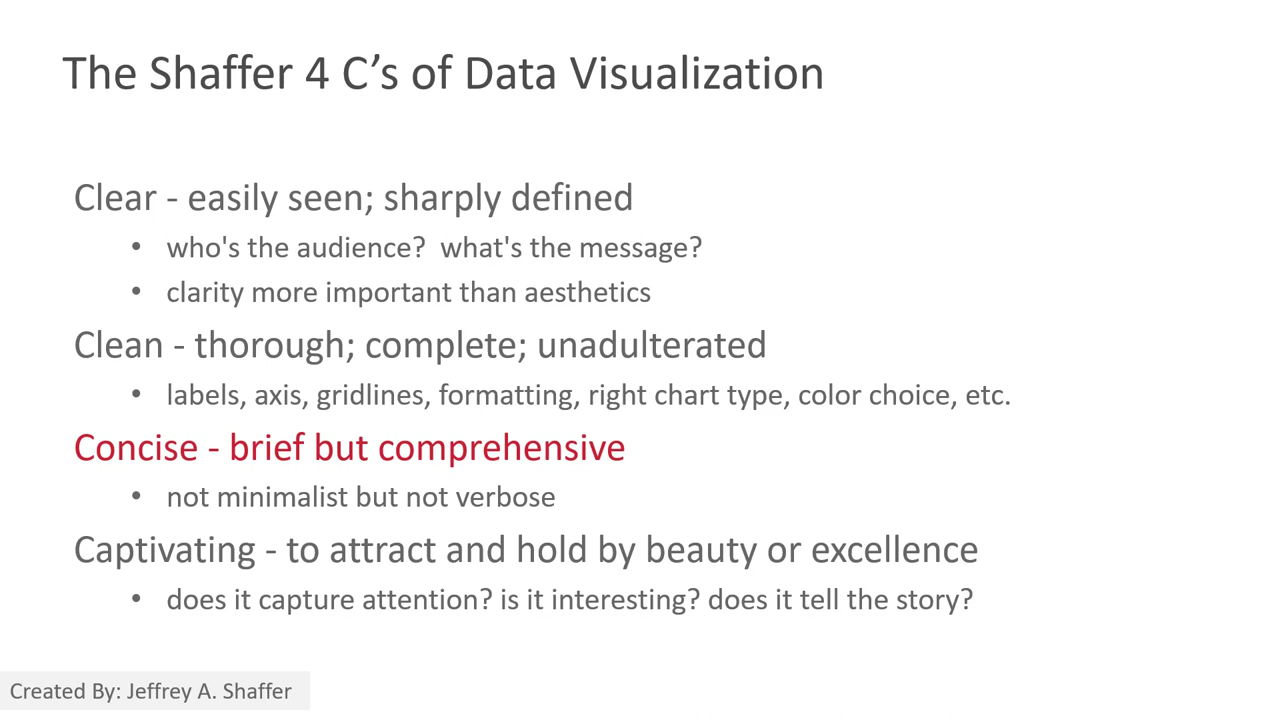 The Shaffer 4 C’s of Data Visualization
Clear - easily seen; sharply defined
• who's the audience?  what's the message?
• clarity more important than aesthetics
Clean - thorough; complete; unadulterated
• labels, axis, gridlines, formatting, right chart type, color choice, etc.
Concise - brief but comprehensive
• not minimalist but not verbose
Captivating - to attract and hold by beauty or excellence
• does it capture attention? is it interesting? does it tell the story?
Created By: Jeffrey A. Shaffer